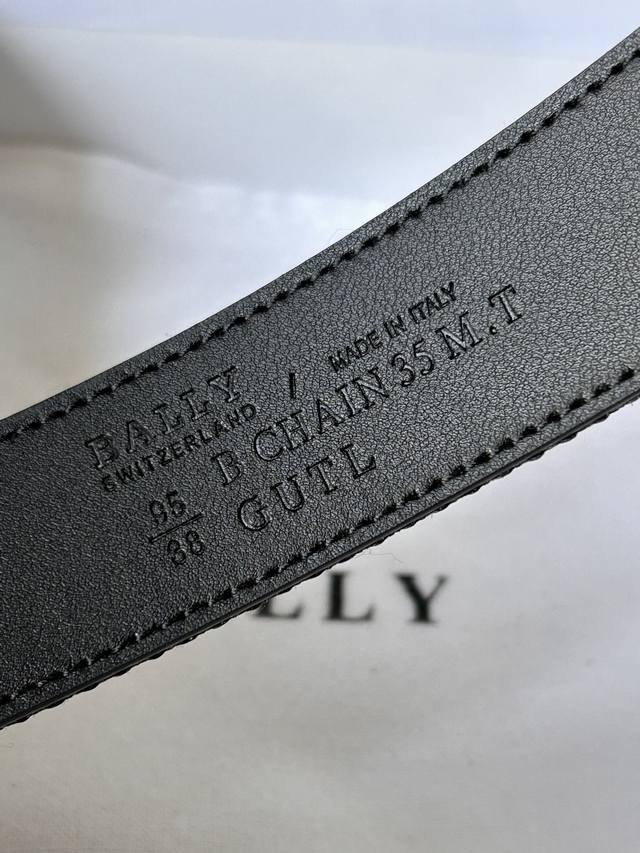 BALLY / MADE IN ITALY
SWITZERLAND
95 B CHAIN 35 M.T
38 GUTL
LLY